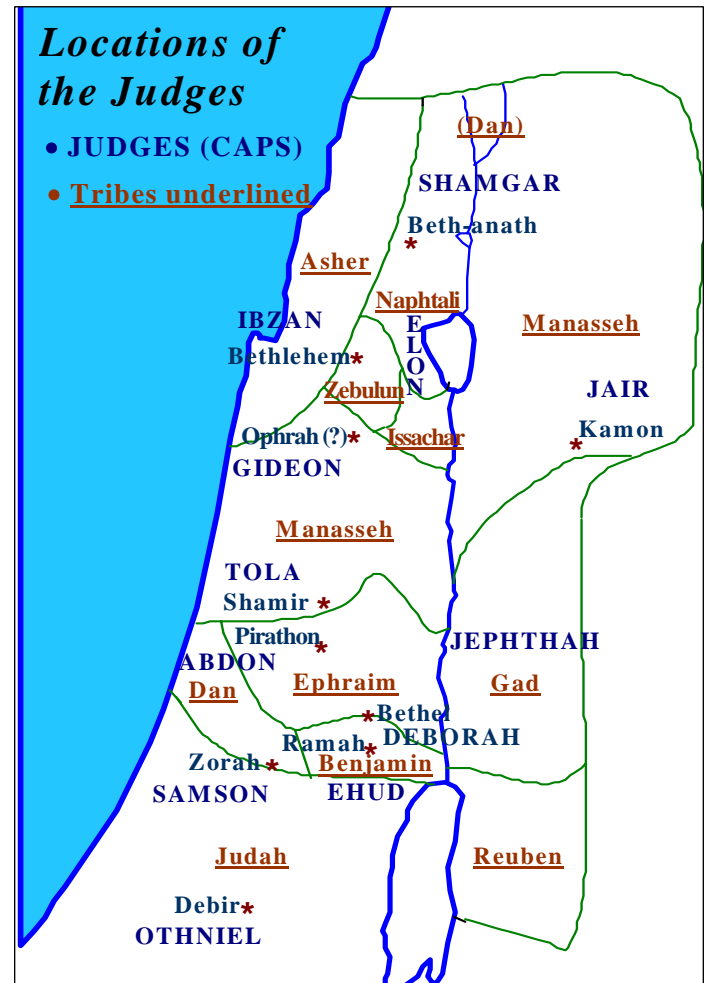 Locations of
the Judges
• JUDGES (CAPS)
• Tribes underlined
(Dan)
SHAMGAR
Beth-anath
*
Asher
Naphtali
IBZAN
ELON
Manasseh
Bethlehem*
Zebulun
JAIR
Ophrah (?)*
Issachar
Kamon
*
GIDEON
Manasseh
TOLA
Shamir *
Pirathon
*
JEPHTHAH
ABDON
Dan
Ephraim
Gad
*Bethel
Ramah*
DEBORAH
Zorah *
Benjamin
SAMSON
EHUD
Judah
Reuben
Debir*
OTHNIEL